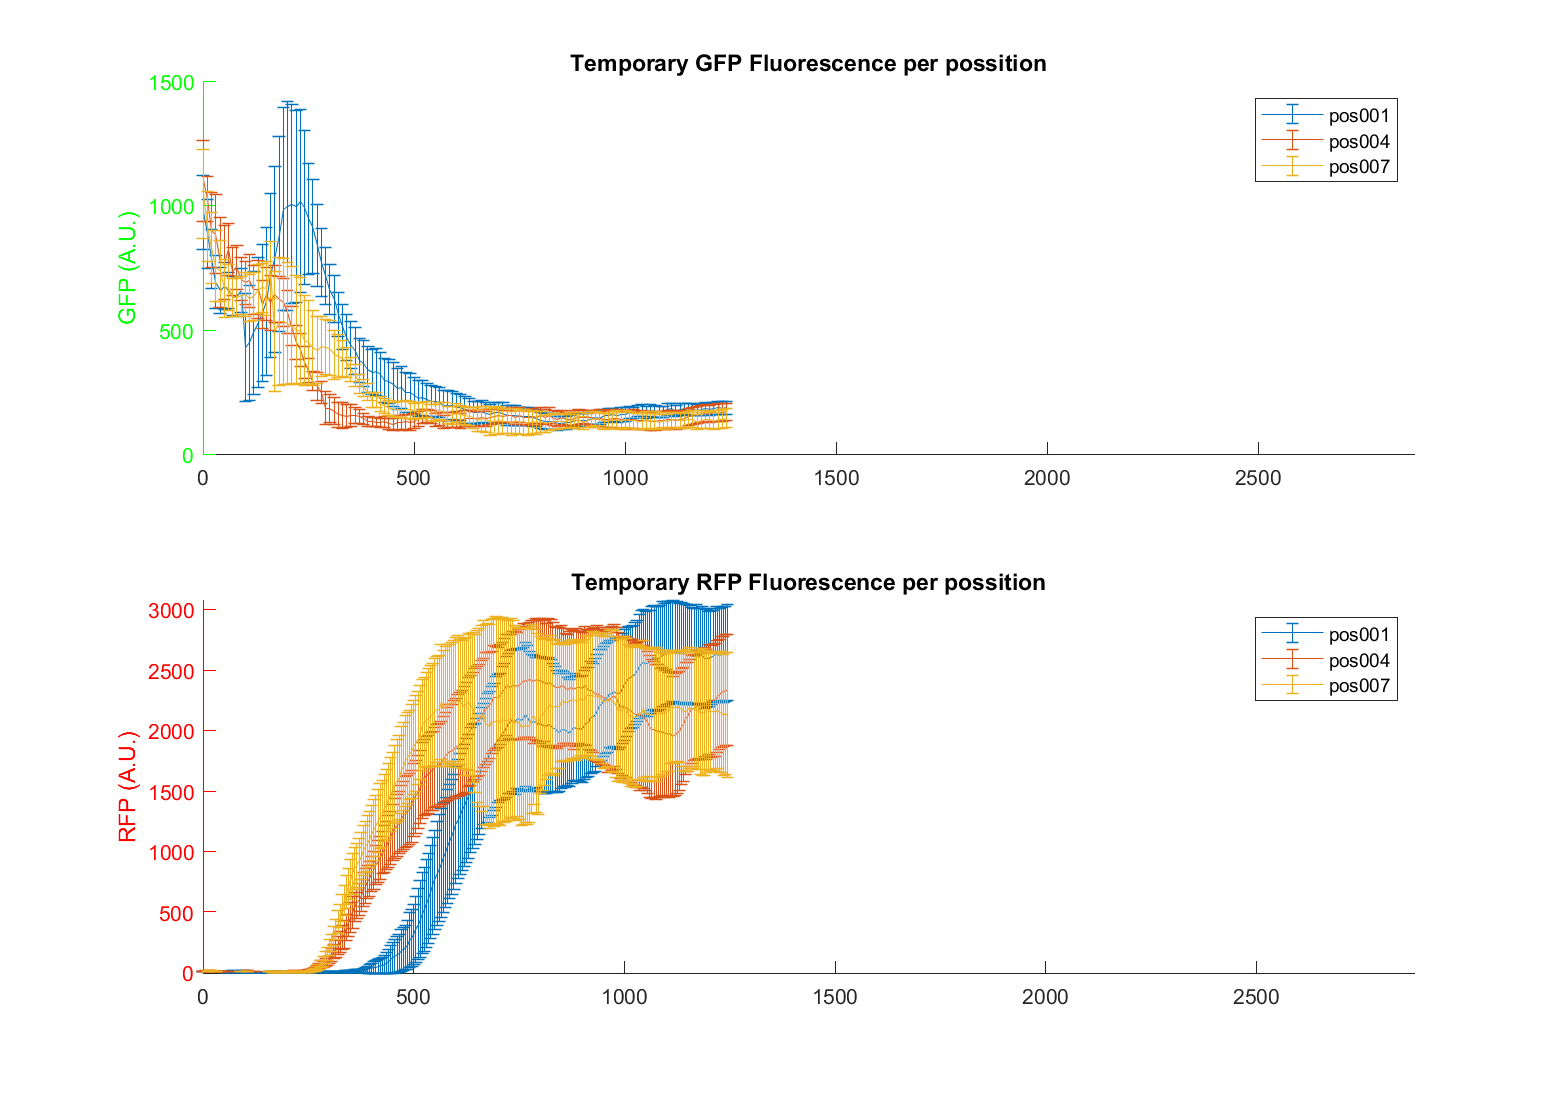 Temporary GFP Fluorescence per possition
GFP (A.U.)
1500
1000
500
0
0 500 1000 1500 2000 2500
pos001
pos004
pos007
Temporary RFP Fluorescence per possition
RFP (A.U.)
3000
2500
2000
1500
1000
500
0
0 500 1000 1500 2000 2500
pos001
pos004
pos007